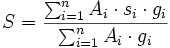 S = \frac{\sum_{i=1}^{n} A_i \cdot s_i \cdot g_i}{\sum_{i=1}^{n} A_i \cdot g_i}